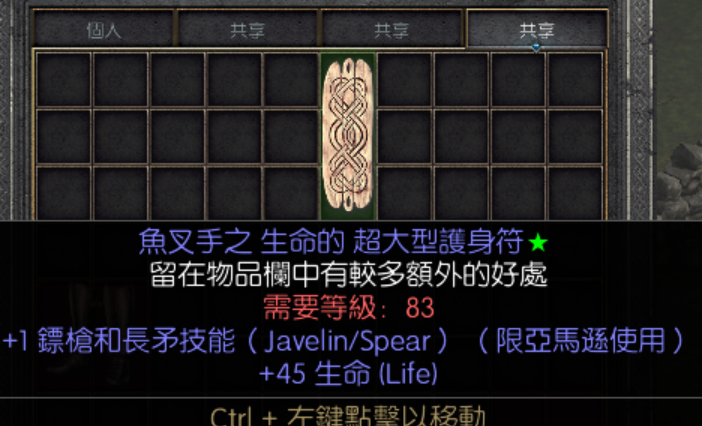 個人 共享 共享 共享
魚叉手之 生命的 超大型護身符★
留在物品欄中有較多額外的好處
需要等級: 83
+1 鏢槍和長矛技能 ( Javelin/Spear ) ( 限亞馬遜使用 )
+45 生命 (Life)
Ctrl + 左鍵點擊以移動